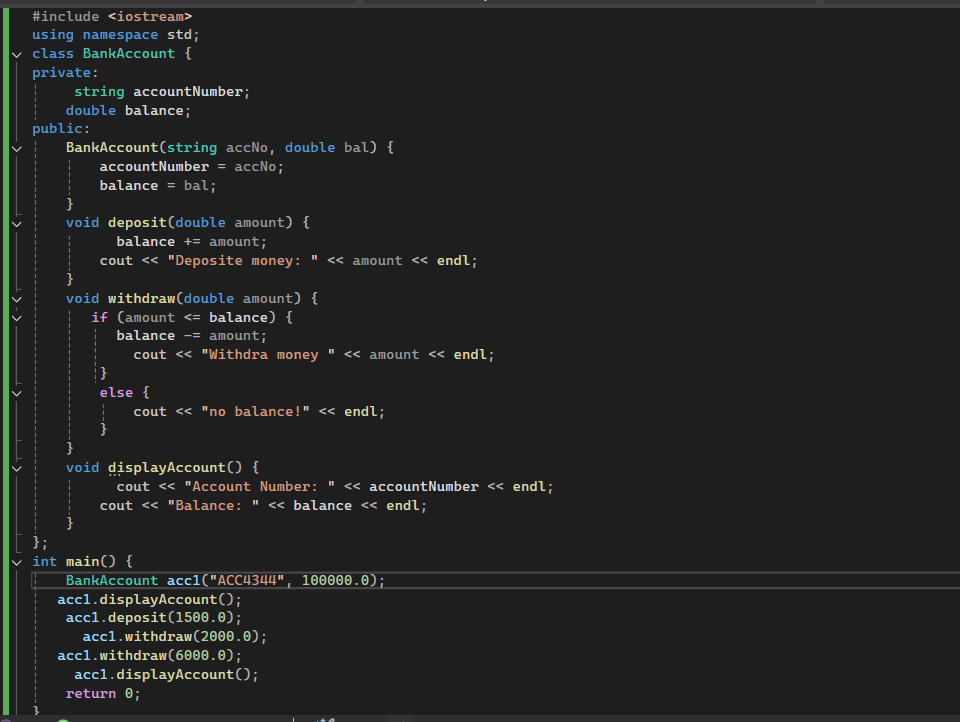 #include <iostream>
using namespace std;
class BankAccount {
private:
     string accountNumber;
    double balance;
public:
    BankAccount(string accNo, double bal) {
        accountNumber = accNo;
        balance = bal;
    }
    void deposit(double amount) {
          balance += amount;
        cout << "Deposite money: " << amount << endl;
    }
    void withdraw(double amount) {
       if (amount <= balance) {
          balance -= amount;
            cout << "Withdra money " << amount << endl;
        }
        else {
            cout << "no balance!" << endl;
        }
    }
    void displayAccount() {
          cout << "Account Number: " << accountNumber << endl;
        cout << "Balance: " << balance << endl;
    }
};
int main() {
    BankAccount acc1("ACC4344", 100000.0);
   acc1.displayAccount();
    acc1.deposit(1500.0);
      acc1.withdraw(2000.0);
   acc1.withdraw(6000.0);
     acc1.displayAccount();
    return 0;
}